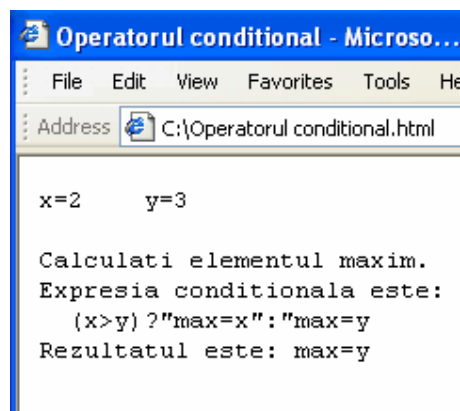 Operatorul conditional - Microso...
File Edit View Favorites Tools He
Address C:\Operatorul conditional.html
x=2 y=3
Calculati elementul maxim.
Expresia conditionala este:
(x>y)?"max=x":"max=y
Rezultatul este: max=y